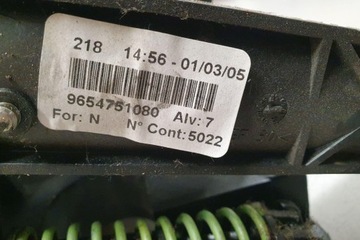 218 14:56 - 01/03/05
9654751080 Alv: 7
For: N N° Cont: 5022